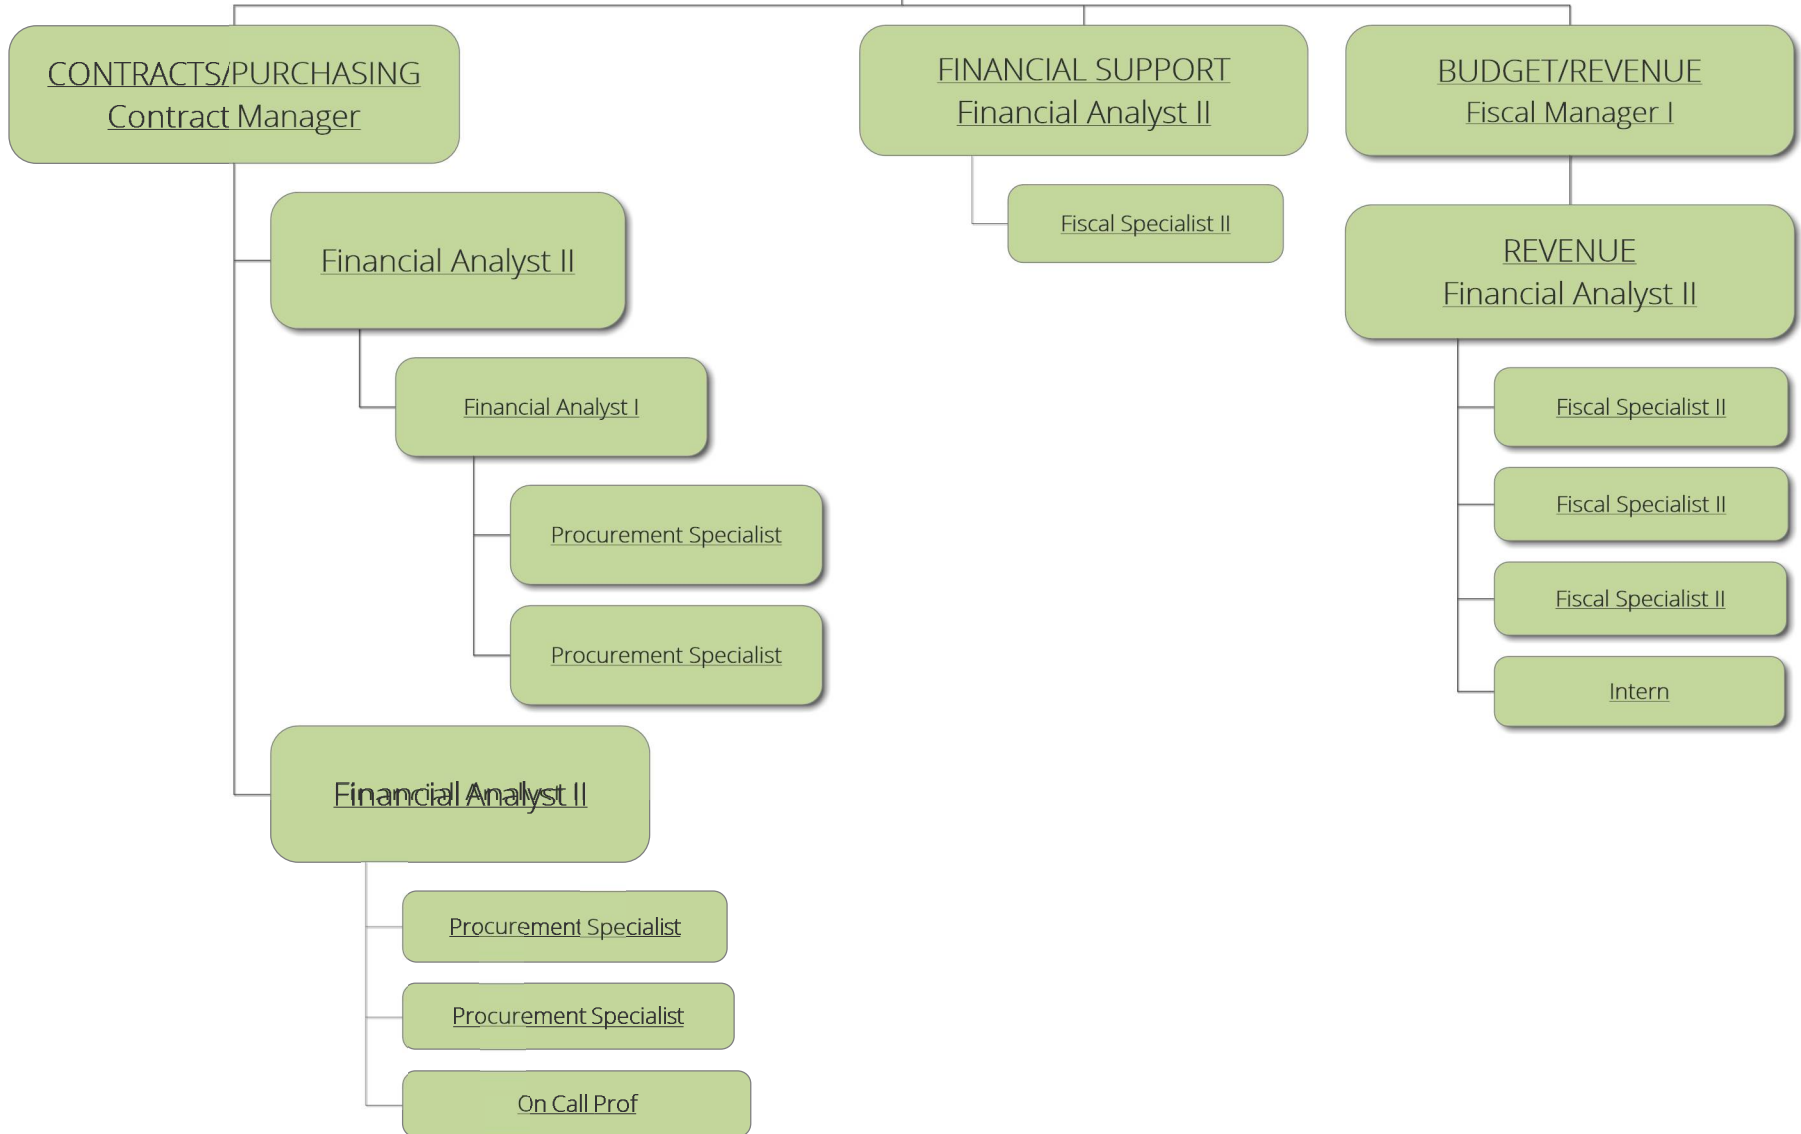 CONTRACTS/PURCHASING
Contract Manager
Financial Analyst II
Financial Analyst I
Procurement Specialist
Procurement Specialist
Financial Analyst II
Procurement Specialist
Procurement Specialist
On Call Prof
FINANCIAL SUPPORT
Financial Analyst II
Fiscal Specialist II
BUDGET/REVENUE
Fiscal Manager I
REVENUE
Financial Analyst II
Fiscal Specialist II
Fiscal Specialist II
Fiscal Specialist II
Intern